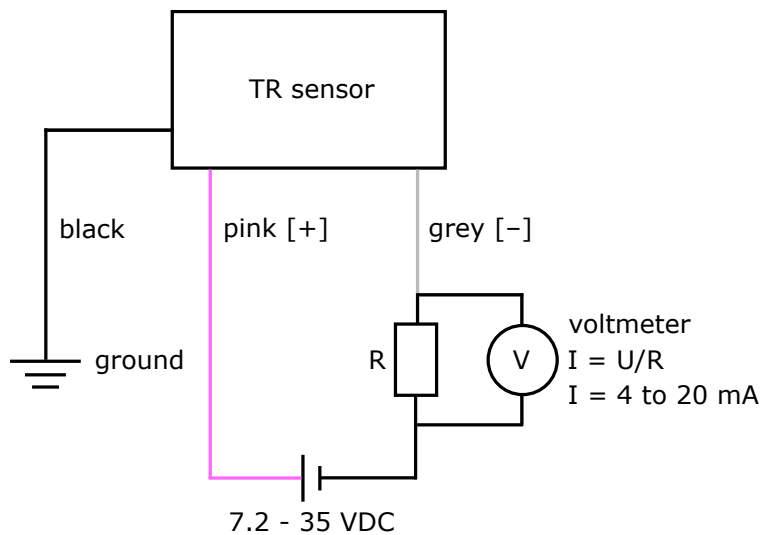 TR sensor
black
pink [+]
grey [–]
ground
R
V
voltmeter
I = U/R
I = 4 to 20 mA
7.2 - 35 VDC